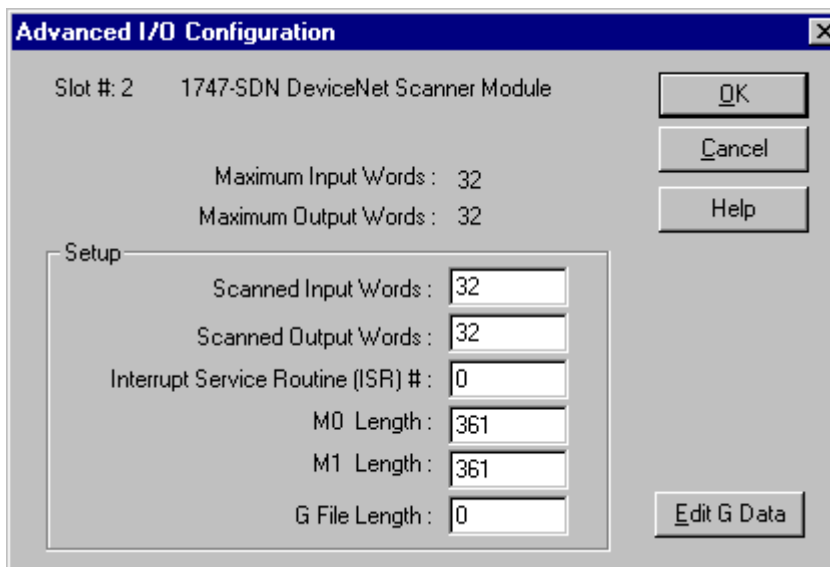 Advanced I/O Configuration
Slot #: 2 1747-SDN DeviceNet Scanner Module
OK
Cancel
Maximum Input Words : 32
Maximum Output Words : 32
Help
Setup
Scanned Input Words : 32
Scanned Output Words : 32
Interrupt Service Routine (ISR) # : 0
M0 Length : 361
M1 Length : 361
G File Length : 0
Edit G Data